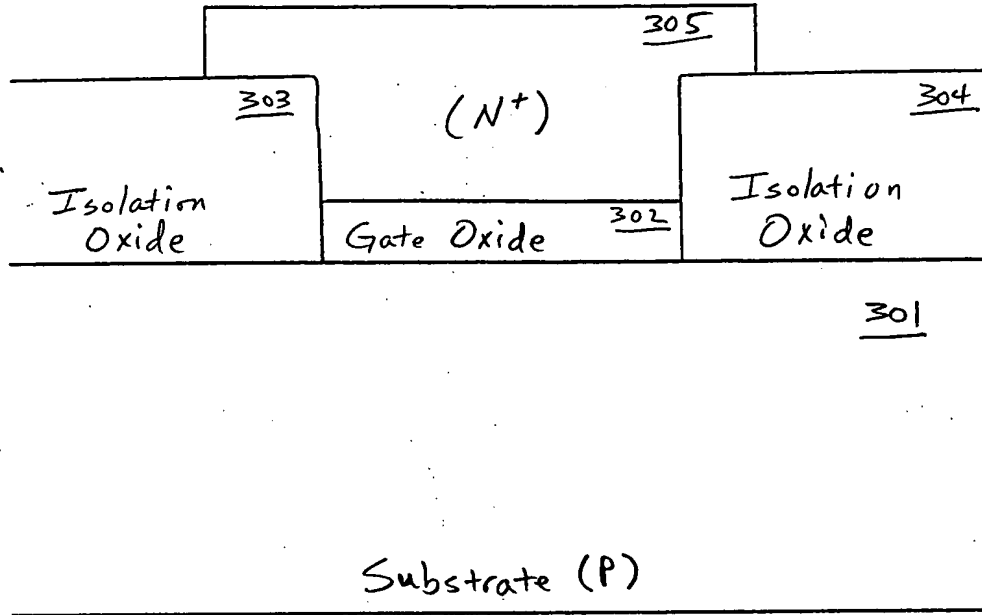 305
303
304
(N+)
Isolation
Oxide
Gate Oxide
302
Isolation
Oxide
301
Substrate (P)